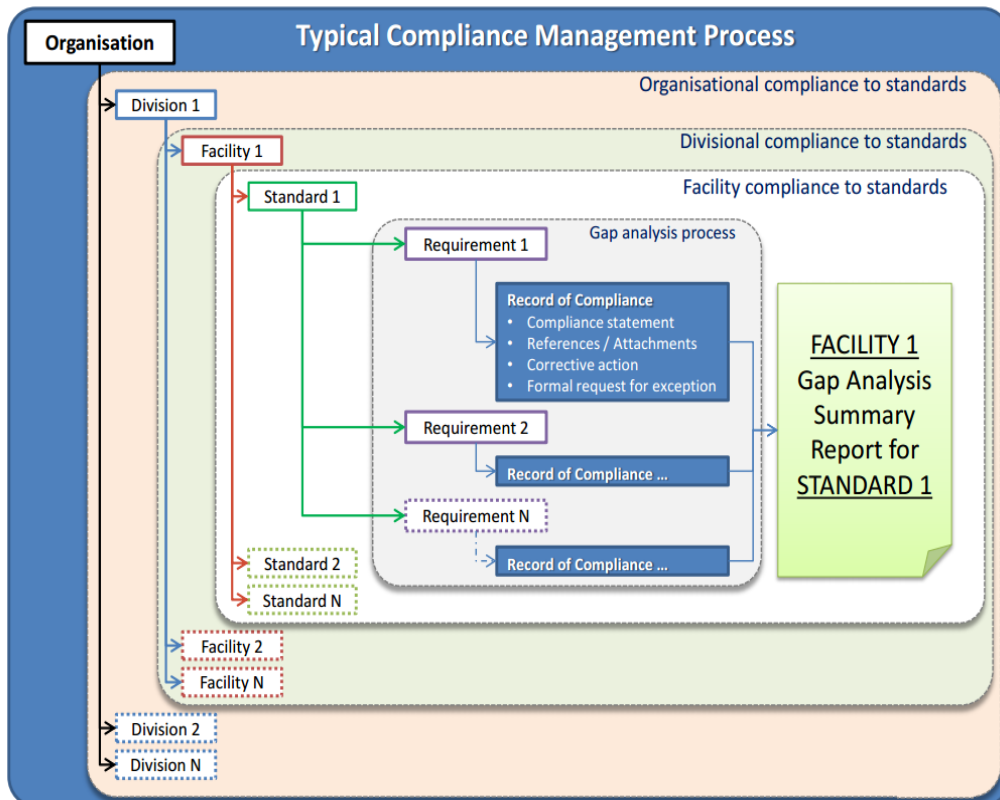 Organisation
Typical Compliance Management Process
Organisational compliance to standards
Division 1
Divisional compliance to standards
Facility 1
Facility compliance to standards
Standard 1
Gap analysis process
Requirement 1
Record of Compliance
• Compliance statement
• References / Attachments
• Corrective action
• Formal request for exception
FACILITY 1
Gap Analysis
Summary
Report for
STANDARD 1
Requirement 2
Record of Compliance ...
Requirement N
Record of Compliance ...
Standard 2
Standard N
Facility 2
Facility N
Division 2
Division N